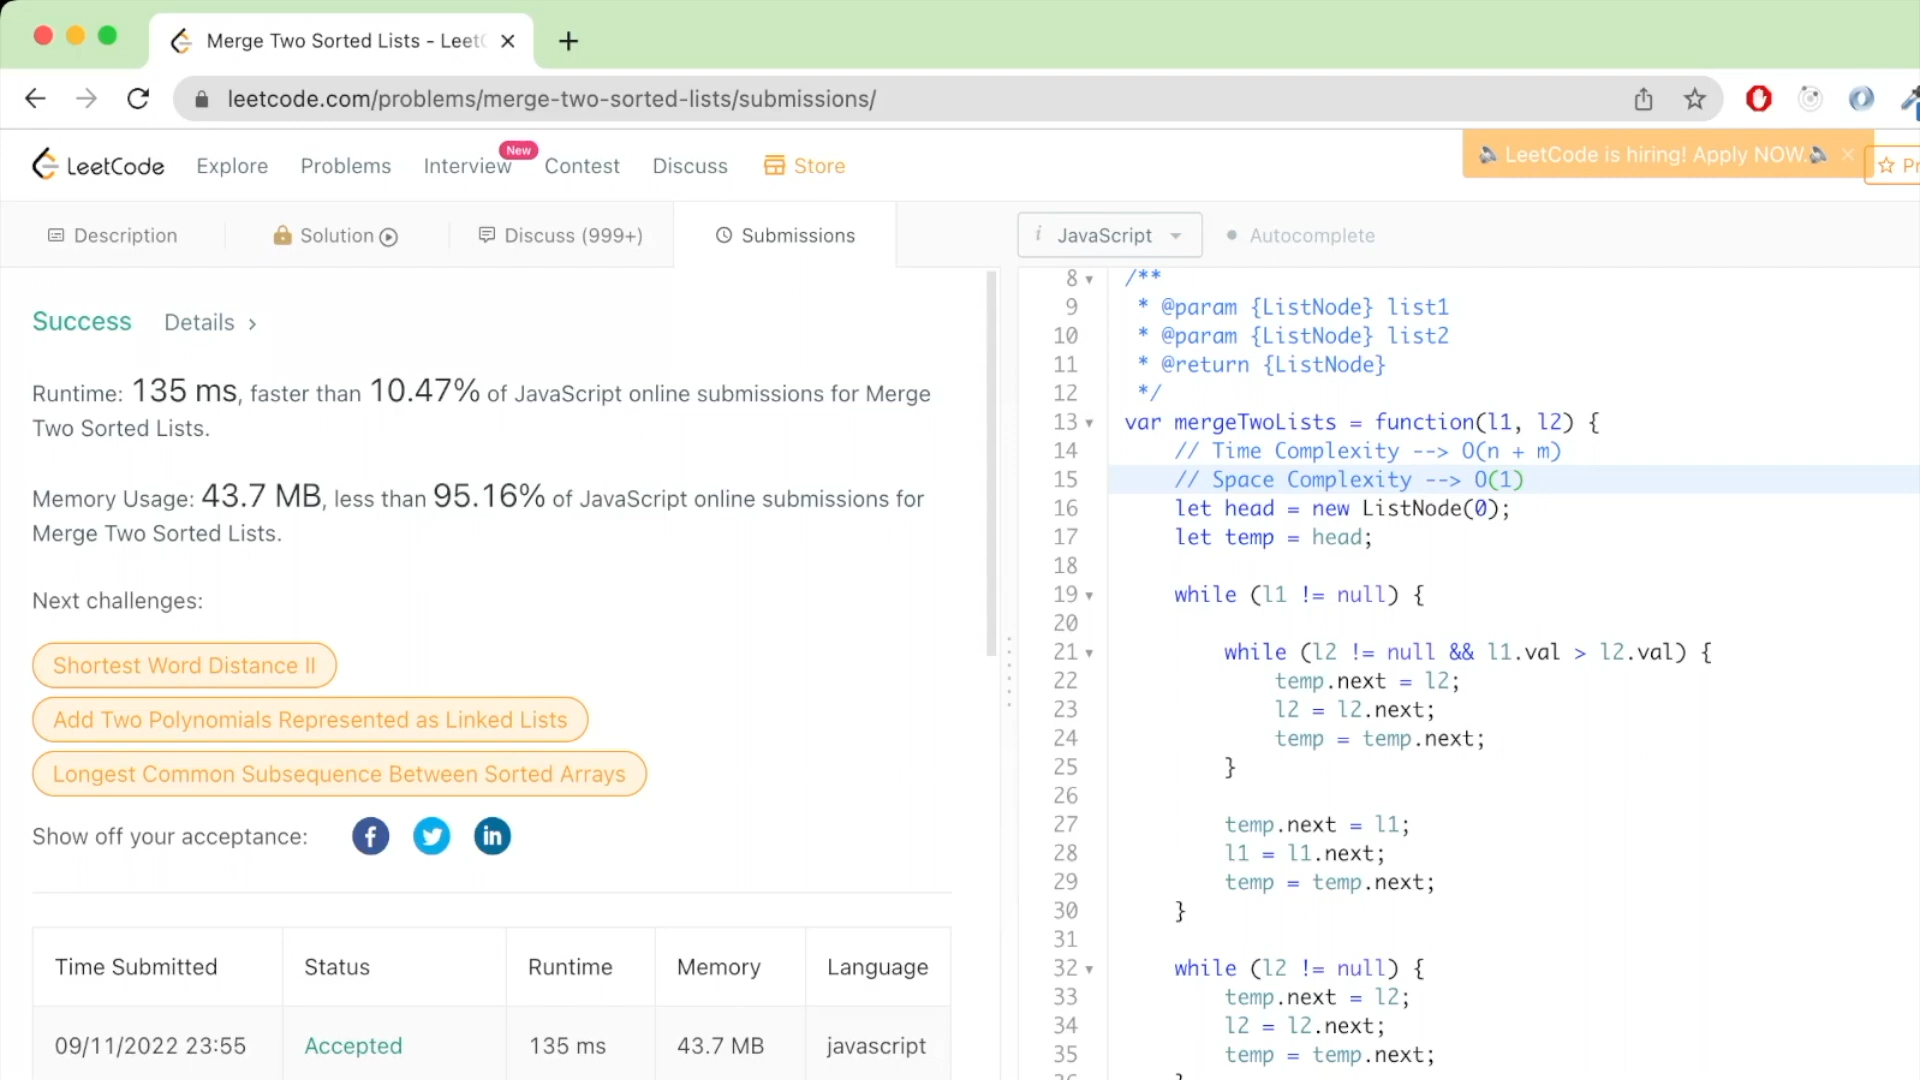 Merge Two Sorted Lists - Leet
leetcode.com/problems/merge-two-sorted-lists/submissions/
LeetCode Explore Problems Interview New Contest Discuss Store
LeetCode is hiring! Apply NOW.
Pr
Description Solution Discuss (999+) Submissions
i JavaScript Autocomplete
Success Details
Runtime: 135 ms, faster than 10.47% of JavaScript online submissions for Merge
Two Sorted Lists.
Memory Usage: 43.7 MB, less than 95.16% of JavaScript online submissions for
Merge Two Sorted Lists.
Next challenges:
Shortest Word Distance II
Add Two Polynomials Represented as Linked Lists
Longest Common Subsequence Between Sorted Arrays
Show off your acceptance: f in
Time Submitted Status Runtime Memory Language
09/11/2022 23:55 Accepted 135 ms 43.7 MB javascript
8 /**
9 * @param {ListNode} list1
10 * @param {ListNode} list2
11 * @return {ListNode}
12 */
13 var mergeTwoLists = function(l1, l2) {
14 // Time Complexity --> O(n + m)
15 // Space Complexity --> O(1)
16 let head = new ListNode(0);
17 let temp = head;
18
19 while (l1 != null) {
20
21 while (l2 != null && l1.val > l2.val) {
22 temp.next = l2;
23 l2 = l2.next;
24 temp = temp.next;
25 }
26
27 temp.next = l1;
28 l1 = l1.next;
29 temp = temp.next;
30 }
31
32 while (l2 != null) {
33 temp.next = l2;
34 l2 = l2.next;
35 temp = temp.next;